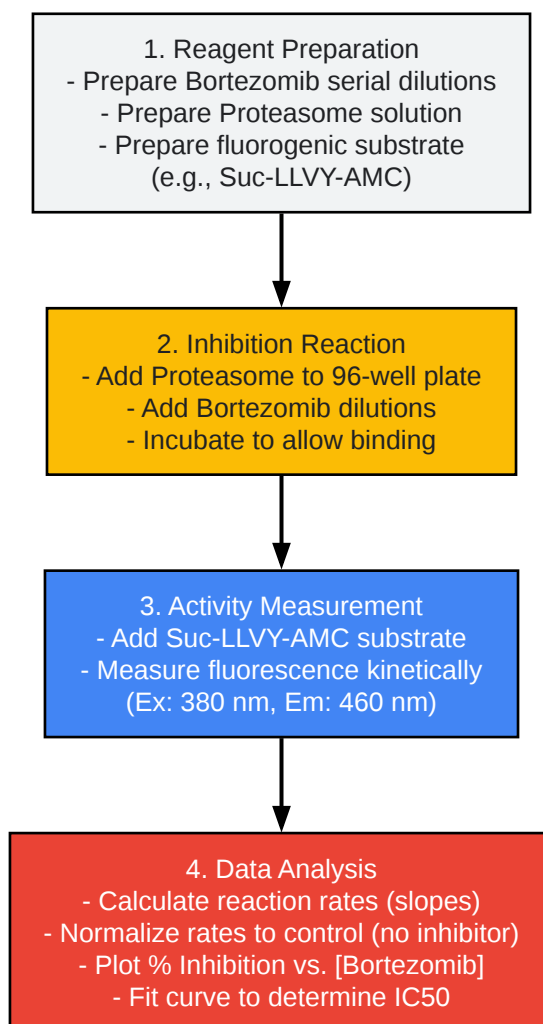 1. Reagent Preparation
- Prepare Bortezomib serial dilutions
- Prepare Proteasome solution
- Prepare fluorogenic substrate
(e.g., Suc-LLVY-AMC)
2. Inhibition Reaction
- Add Proteasome to 96-well plate
- Add Bortezomib dilutions
- Incubate to allow binding
3. Activity Measurement
- Add Suc-LLVY-AMC substrate
- Measure fluorescence kinetically
(Ex: 380 nm, Em: 460 nm)
4. Data Analysis
- Calculate reaction rates (slopes)
- Normalize rates to control (no inhibitor)
- Plot % Inhibition vs. [Bortezomib]
- Fit curve to determine IC50